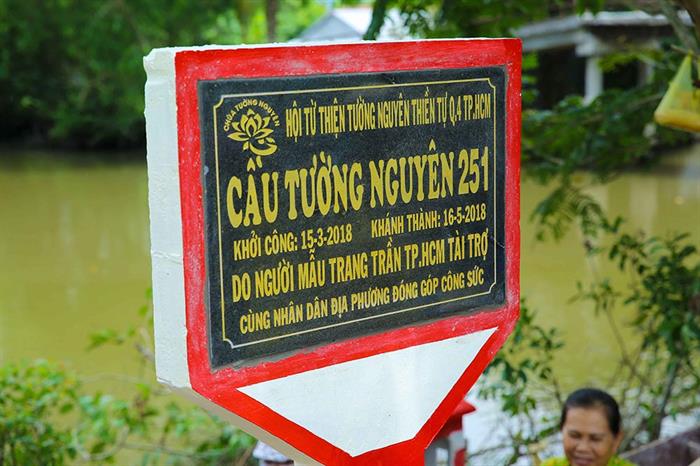 CHÙA TƯỜNG NGUYÊN
HỘI TỪ THIỆN TƯỜNG NGUYÊN THIỀN TỰ Q.4 TP.HCM
CẦU TƯỜNG NGUYÊN 251
KHỞI CÔNG: 15-3-2018 KHÁNH THÀNH: 16-5-2018
DO NGƯỜI MẪU TRANG TRẦN TP.HCM TÀI TRỢ
CÙNG NHÂN DÂN ĐỊA PHƯƠNG ĐÓNG GÓP CÔNG SỨC